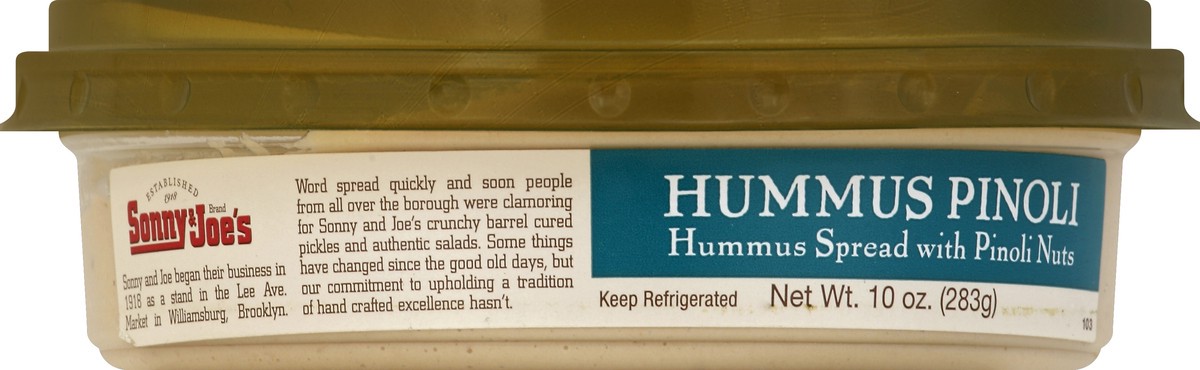 ESTABLISHED
1918
Brand
Sonny & Joe's
Sonny and Joe began their business in
1918 as a stand in the Lee Ave.
Market in Williamsburg, Brooklyn.
Word spread quickly and soon people
from all over the borough were clamoring
for Sonny and Joe's crunchy barrel cured
pickles and authentic salads. Some things
have changed since the good old days, but
our commitment to upholding a tradition
of hand crafted excellence hasn't.
HUMMUS PINOLI
Hummus Spread with Pinoli Nuts
Keep Refrigerated Net Wt. 10 oz. (283g)
103